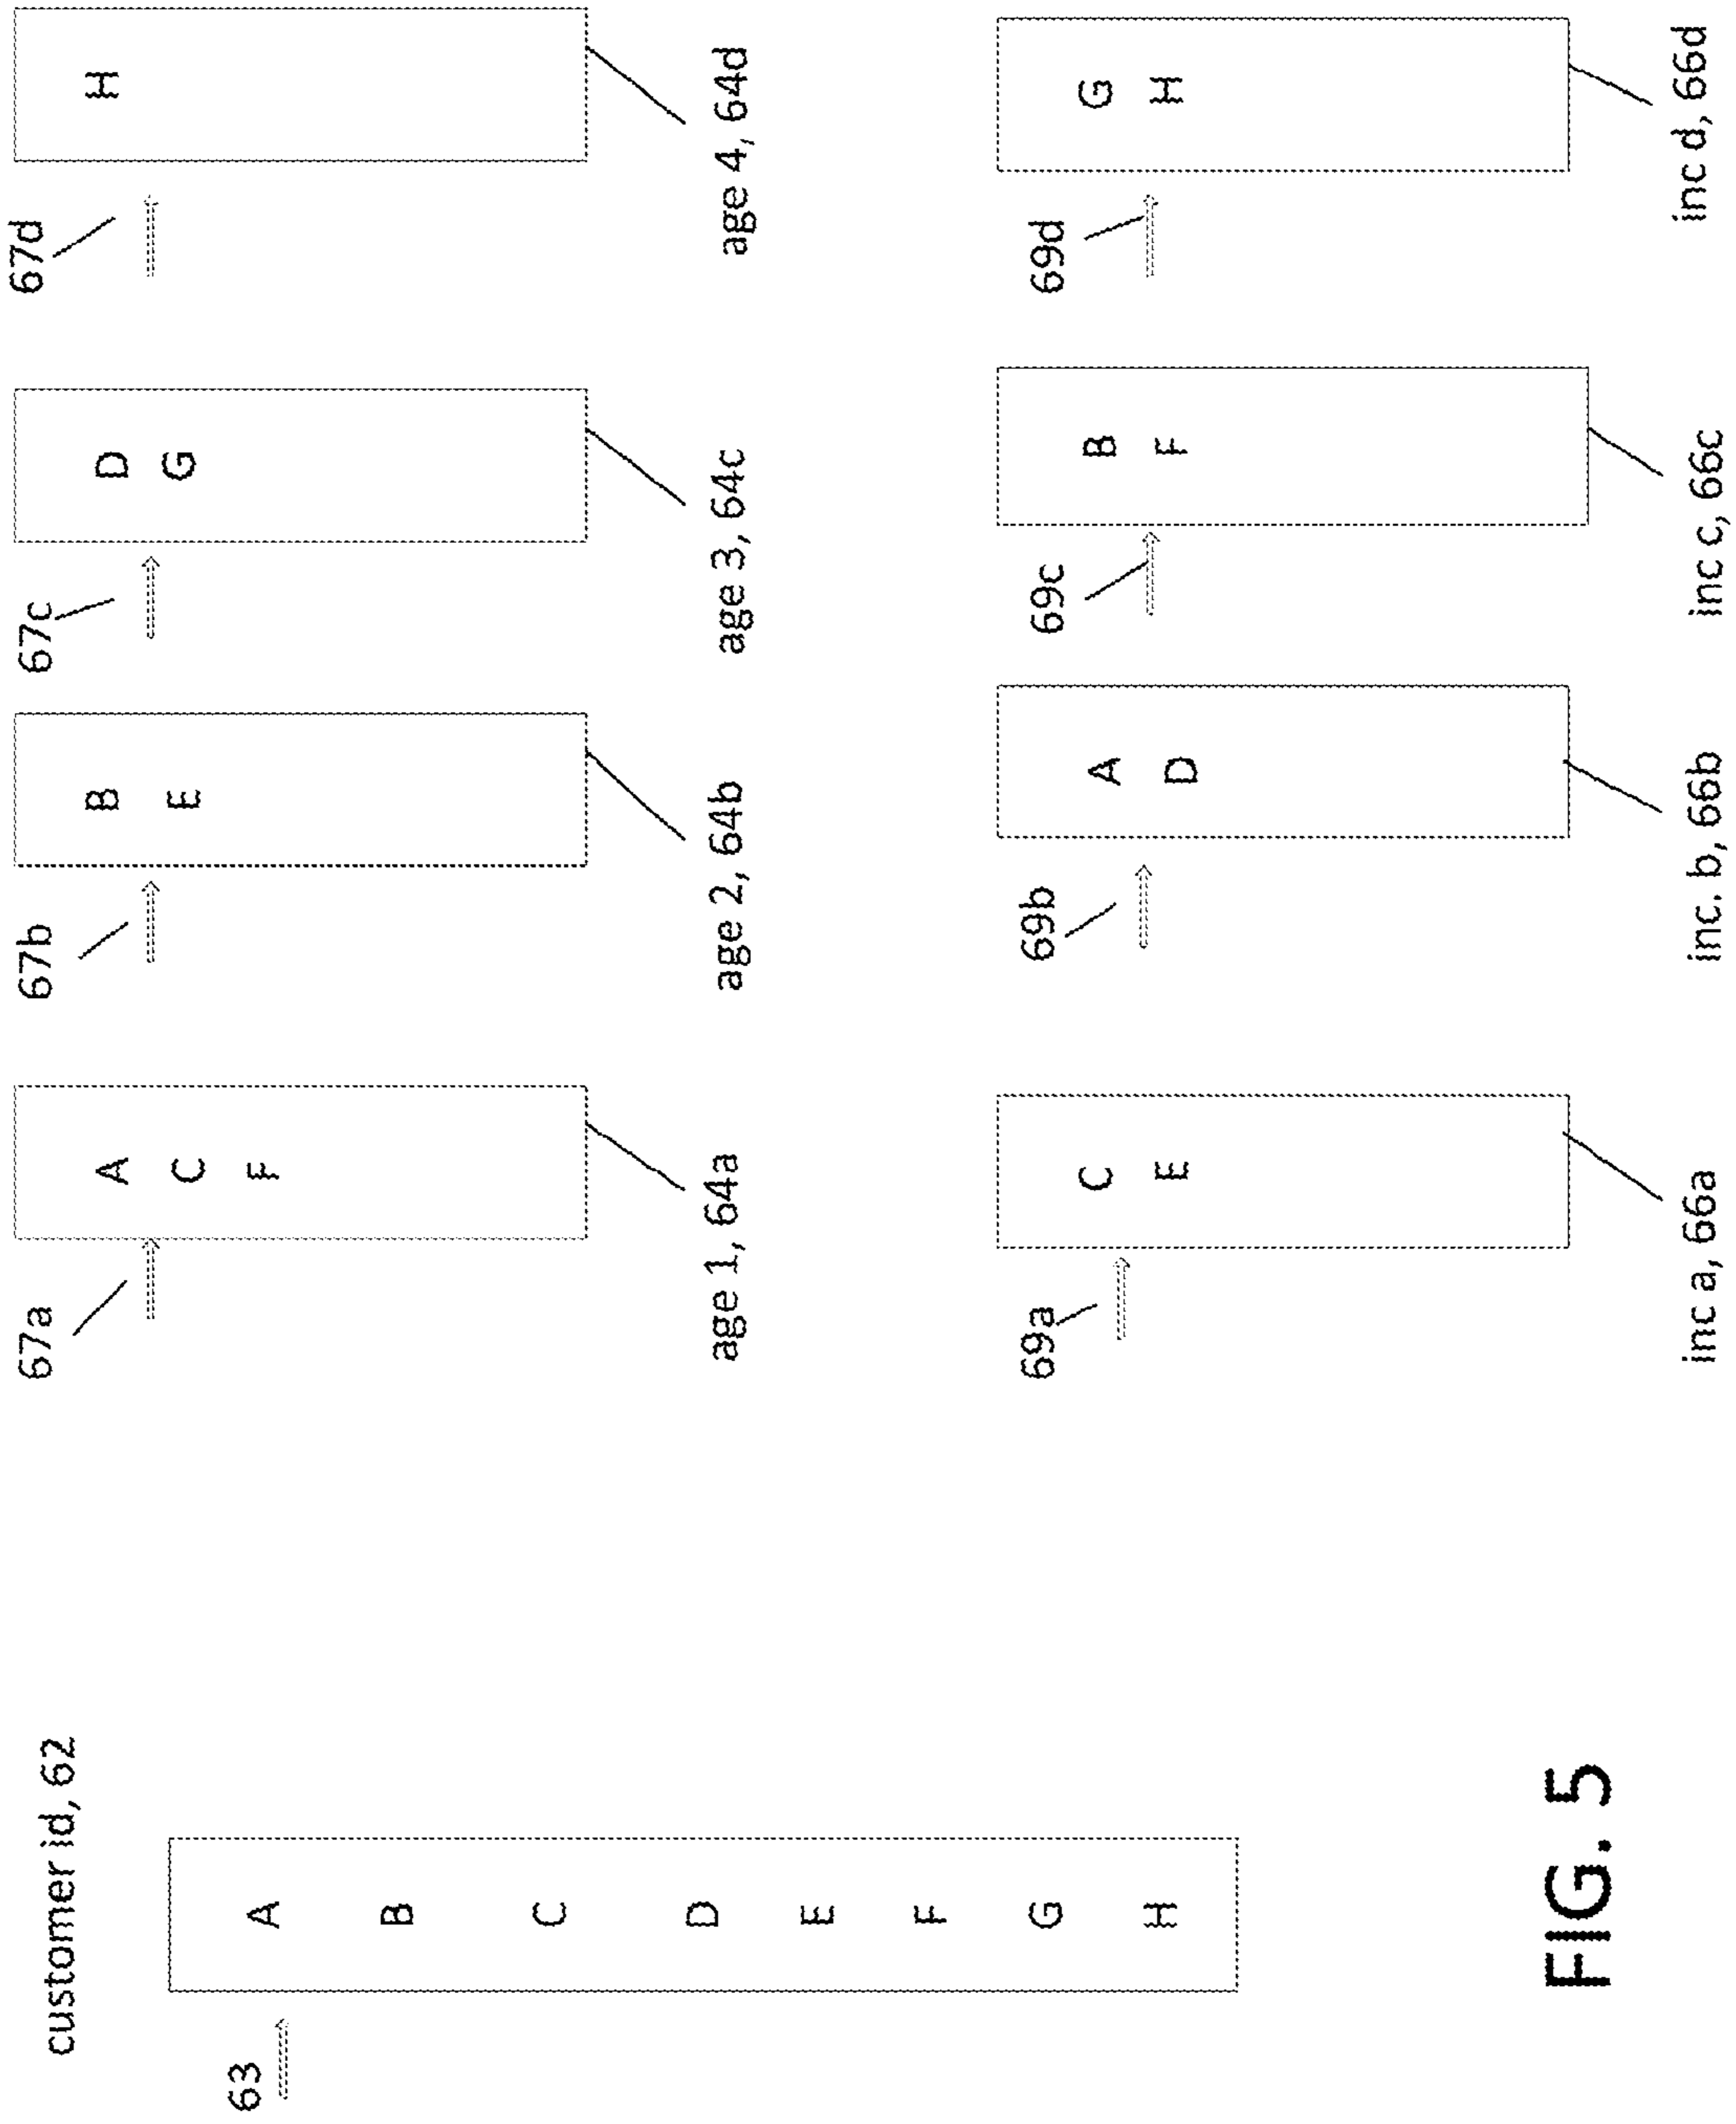 customer id, 62
63
A
B
C
D
E
F
G
H
67a
A
C
F
age 1, 64a
67b
B
E
age 2, 64b
67c
D
G
age 3, 64c
67d
H
age 4, 64d
69a
C
E
inc a, 66a
69b
A
D
inc. b, 66b
69c
B
F
inc c, 66c
69d
G
H
inc d, 66d
FIG. 5